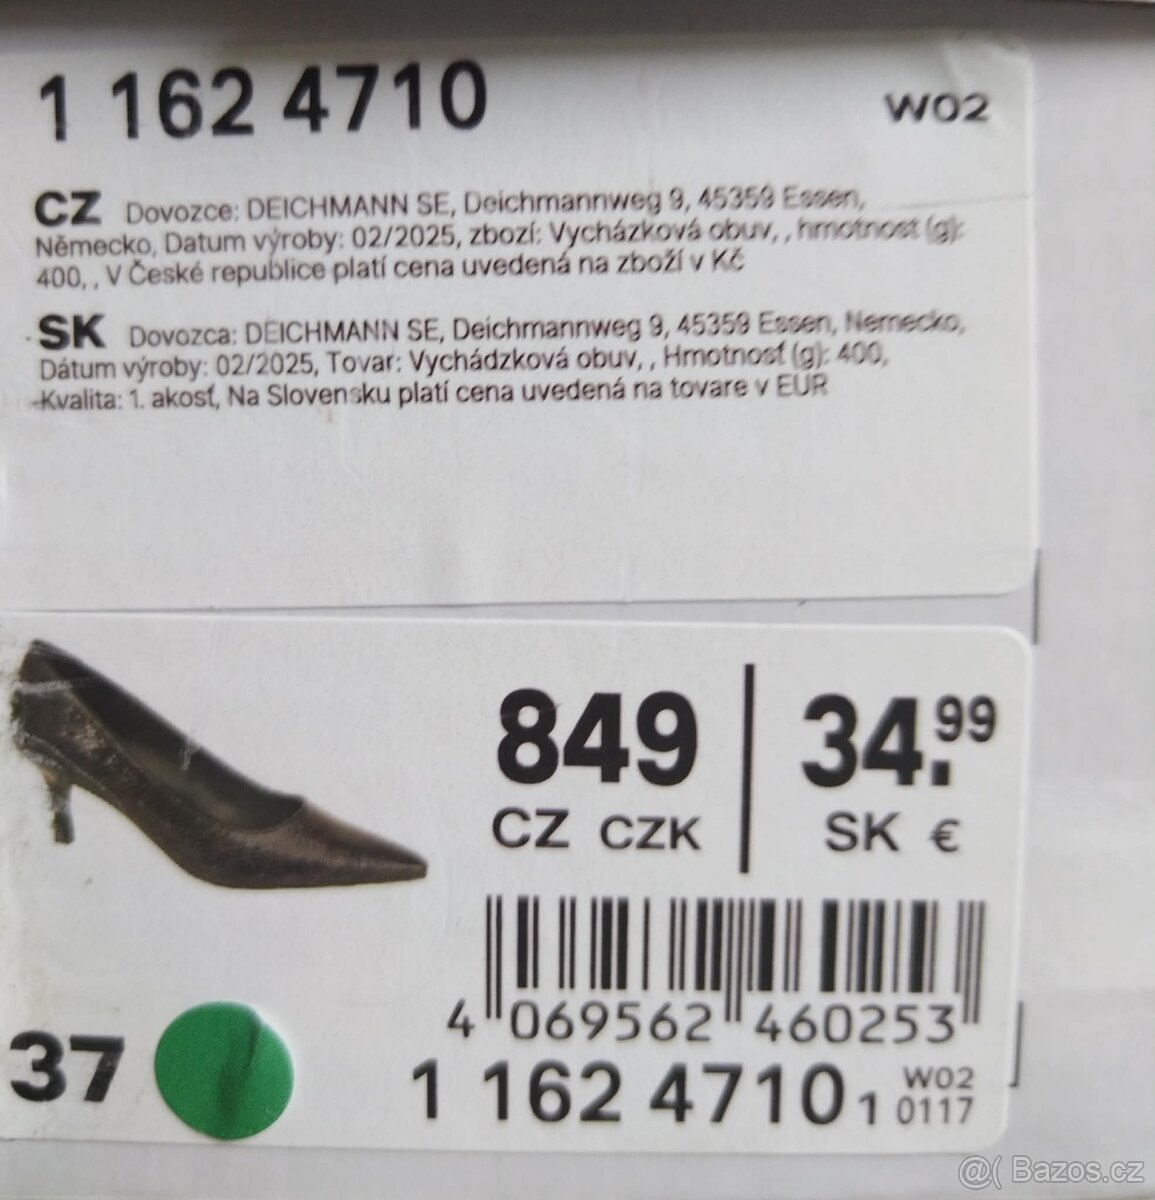 1 162 4710
W02
CZ Dovozce: DEICHMANN SE, Deichmannweg 9, 45359 Essen,
Německo, Datum výroby: 02/2025, zboží: Vycházková obuv, , hmotnost (g):
400, , V České republice platí cena uvedená na zboží v Kč
SK Dovozca: DEICHMANN SE, Deichmannweg 9, 45359 Essen, Nemecko,
Dátum výroby: 02/2025, Tovar: Vychádzková obuv, , Hmotnosť (g): 400,
Kvalita: 1. akosť, Na Slovensku platí cena uvedená na tovare v EUR
849 34.99
CZ CZK SK €
4 069562 460253
37
1 162 4710 1 W02
0117
@( Bazos.cz